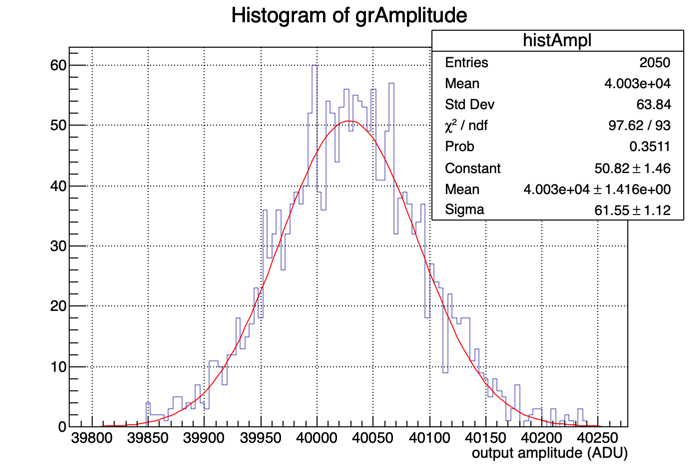 Histogram of grAmplitude
histAmpl
Entries 2050
Mean 4.003e+04
Std Dev 63.84
χ² / ndf 97.62 / 93
Prob 0.3511
Constant 50.82 ± 1.46
Mean 4.003e+04 ± 1.416e+00
Sigma 61.55 ± 1.12
60
50
40
30
20
10
0
39800 39850 39900 39950 40000 40050 40100 40150 40200 40250
output amplitude (ADU)